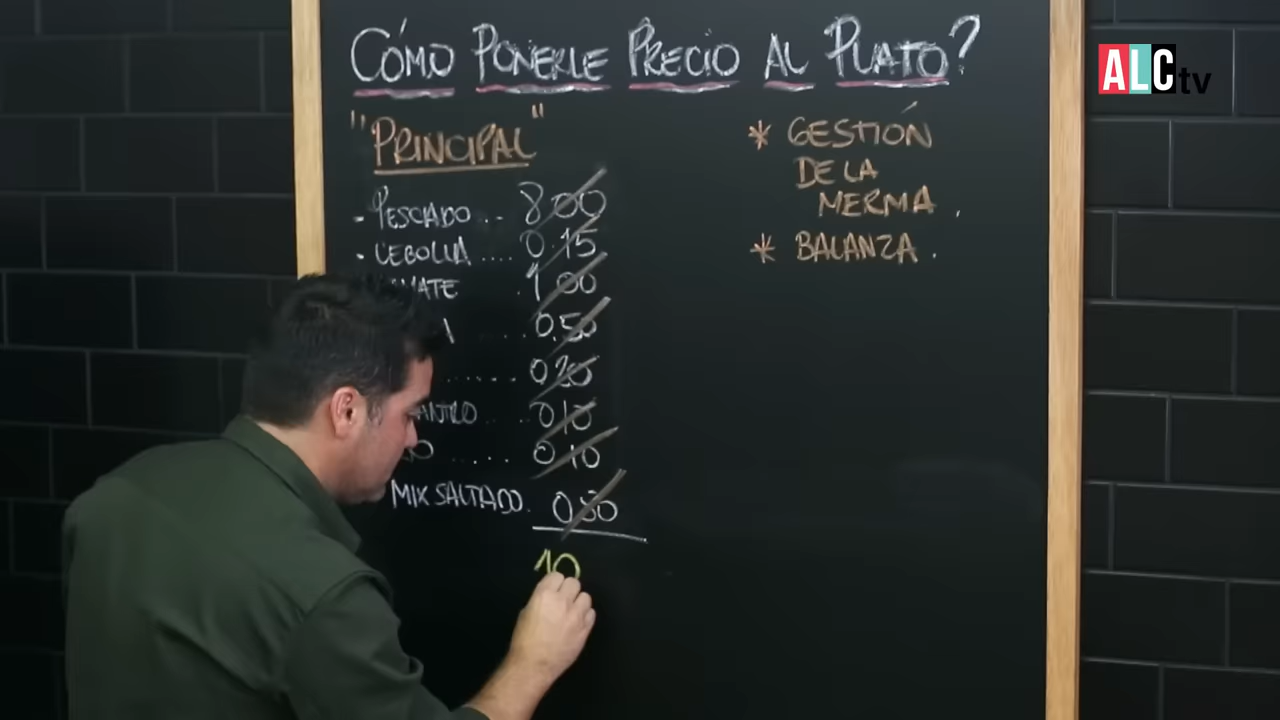 CÓMO PONERLE PRECIO AL PLATO?
"PRINCIPAL"
- PESCADO... 8.00
- CEBOLLA .... 0.15
. 1.00
.... 0.50
...... 0.20
... 0.10
..... 0.10
MIX SALTADO. 0.50
10
* GESTIÓN
DE LA
MERMA.
* BALANZA.
ALCtv